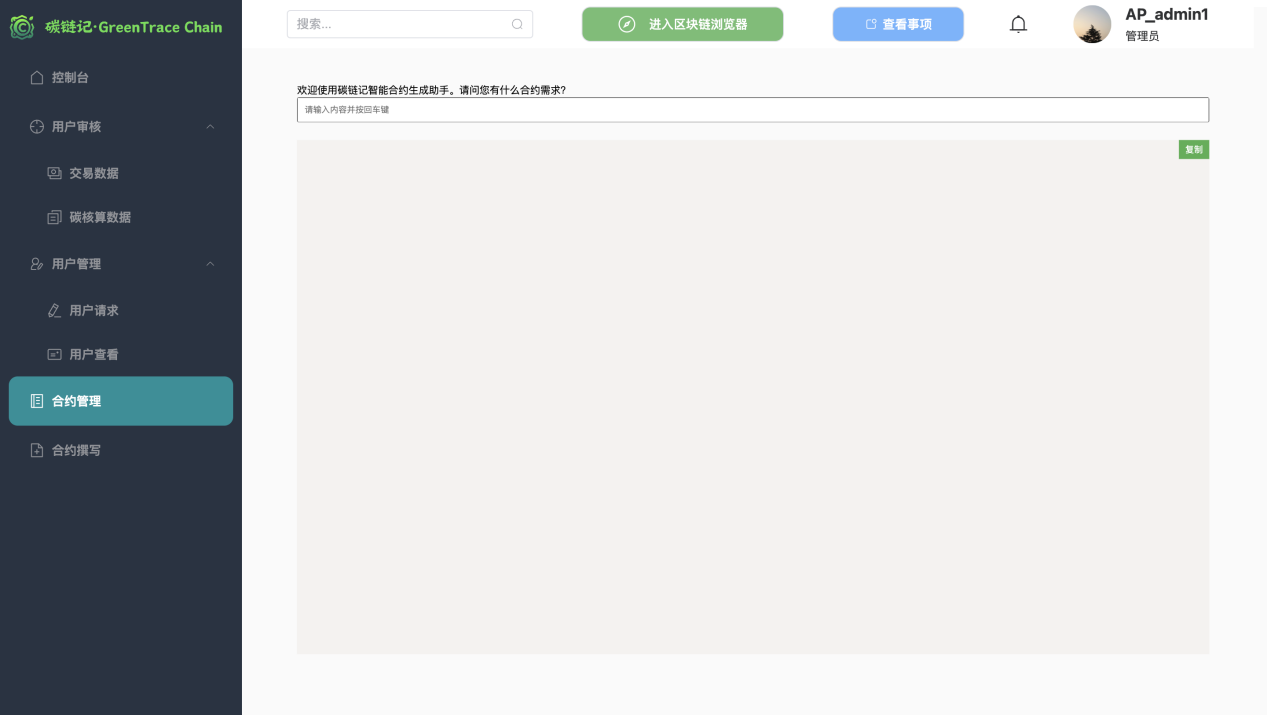 碳链记·GreenTrace Chain
搜索...
进入区块链浏览器
查看事项
AP_admin1
管理员
控制台
用户审核
交易数据
碳核算数据
用户管理
用户请求
用户查看
合约管理
合约撰写
欢迎使用碳链记智能合约生成助手。请问您有什么合约需求?
请输入内容并按回车键
复制